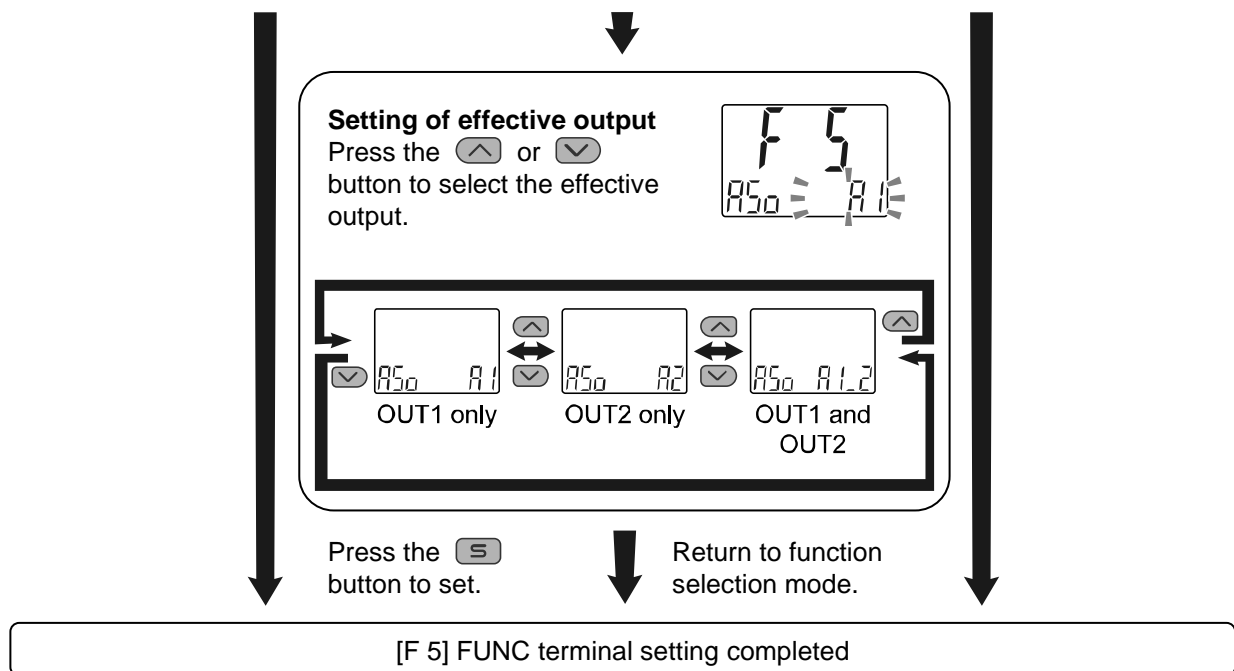 Setting of effective output
Press the or
button to select the effective
output.
F 5
ASo A1
ASo A1
ASo A2
ASo A1_2
OUT1 only
OUT2 only
OUT1 and
OUT2
Press the S
button to set.
Return to function
selection mode.
[F 5] FUNC terminal setting completed